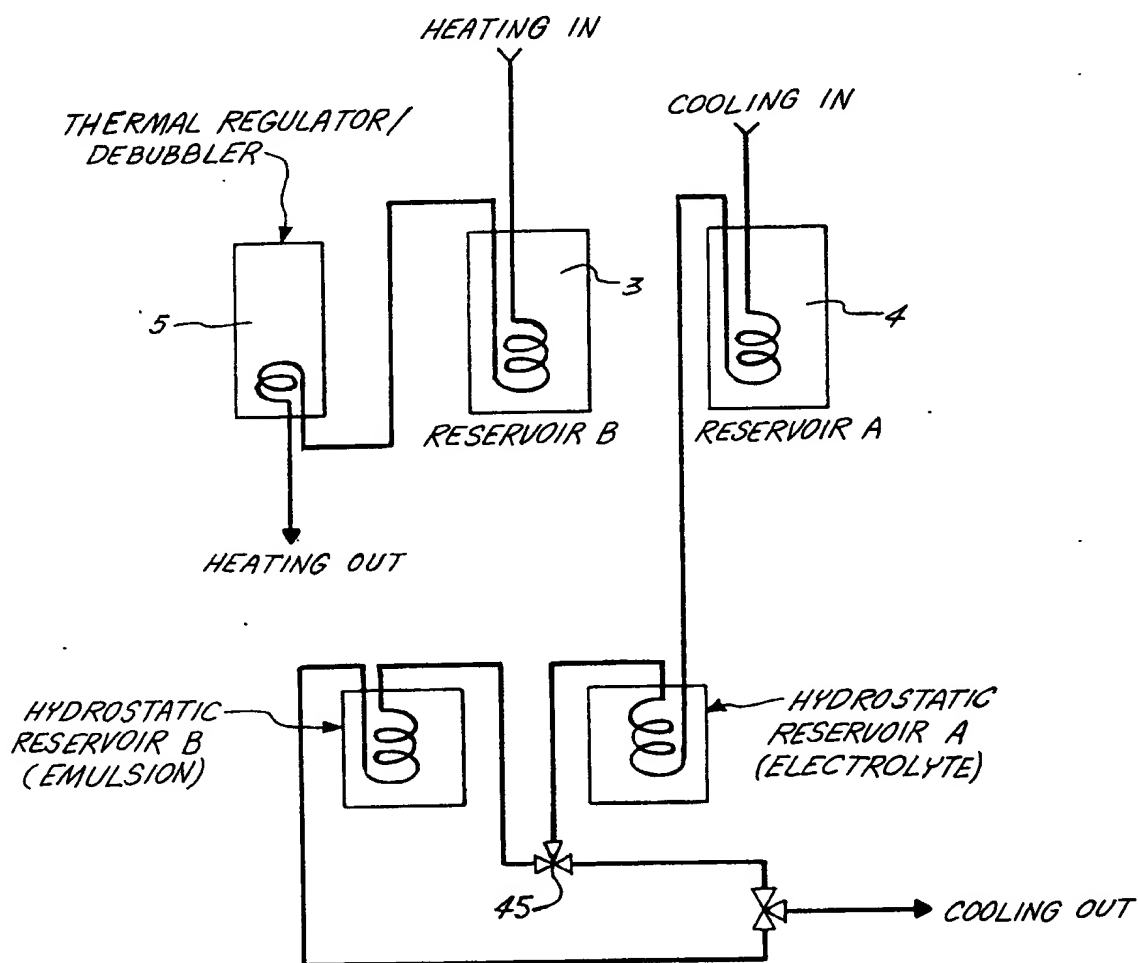 HEATING IN
COOLING IN
THERMAL REGULATOR/
DEBUBBLER
3
5
4
RESERVOIR B
RESERVOIR A
HEATING OUT
HYDROSTATIC
RESERVOIR B
(EMULSION)
HYDROSTATIC
RESERVOIR A
(ELECTROLYTE)
45
COOLING OUT